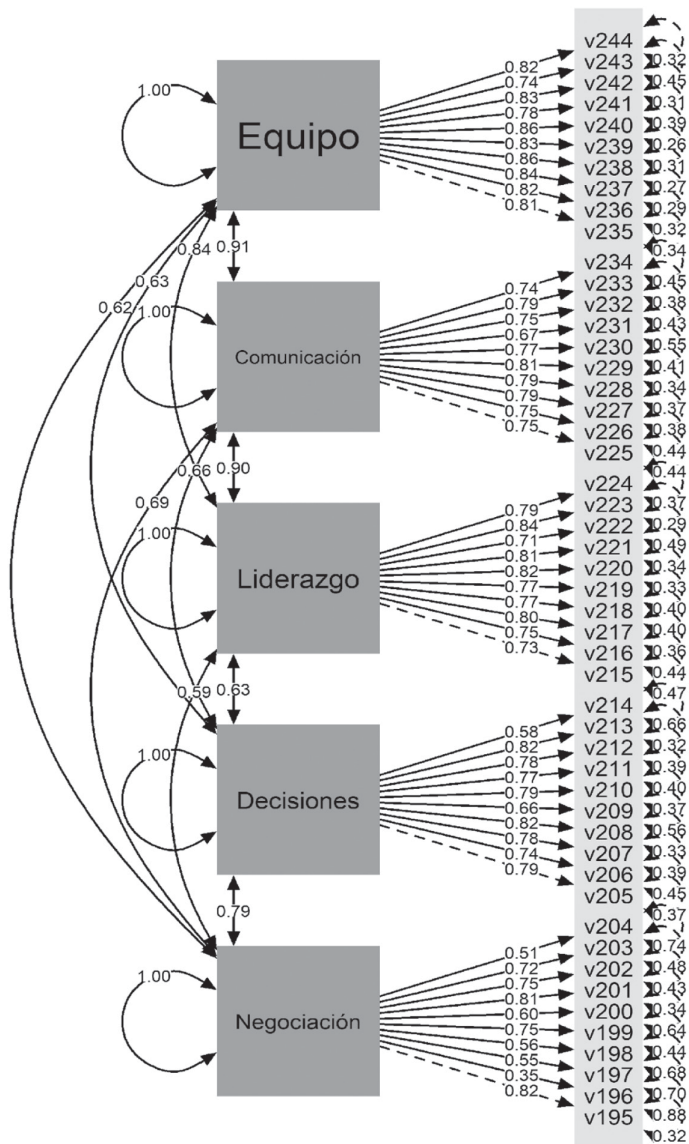 1.00
Equipo
0.82
0.74
0.83
0.78
0.86
0.83
0.86
0.84
0.82
0.81
v244
v243
v242
v241
v240
v239
v238
v237
v236
v235
0.32
0.45
0.31
0.39
0.26
0.31
0.27
0.29
0.32
0.34
0.84
0.91
0.63
0.62
1.00
Comunicación
0.74
0.79
0.75
0.67
0.77
0.81
0.79
0.79
0.75
0.75
v234
v233
v232
v231
v230
v229
v228
v227
v226
v225
0.45
0.38
0.43
0.55
0.41
0.34
0.37
0.38
0.44
0.44
0.66
0.90
0.69
1.00
Liderazgo
0.79
0.84
0.71
0.81
0.82
0.77
0.77
0.80
0.75
0.73
v224
v223
v222
v221
v220
v219
v218
v217
v216
v215
0.37
0.29
0.49
0.34
0.33
0.40
0.40
0.36
0.44
0.47
0.59
0.63
1.00
Decisiones
0.58
0.82
0.78
0.77
0.79
0.66
0.82
0.78
0.74
0.79
v214
v213
v212
v211
v210
v209
v208
v207
v206
v205
0.66
0.32
0.39
0.40
0.37
0.56
0.33
0.39
0.45
0.37
0.79
1.00
Negociación
0.51
0.72
0.75
0.81
0.60
0.75
0.56
0.55
0.35
0.82
v204
v203
v202
v201
v200
v199
v198
v197
v196
v195
0.74
0.48
0.43
0.34
0.64
0.44
0.68
0.70
0.88
0.32